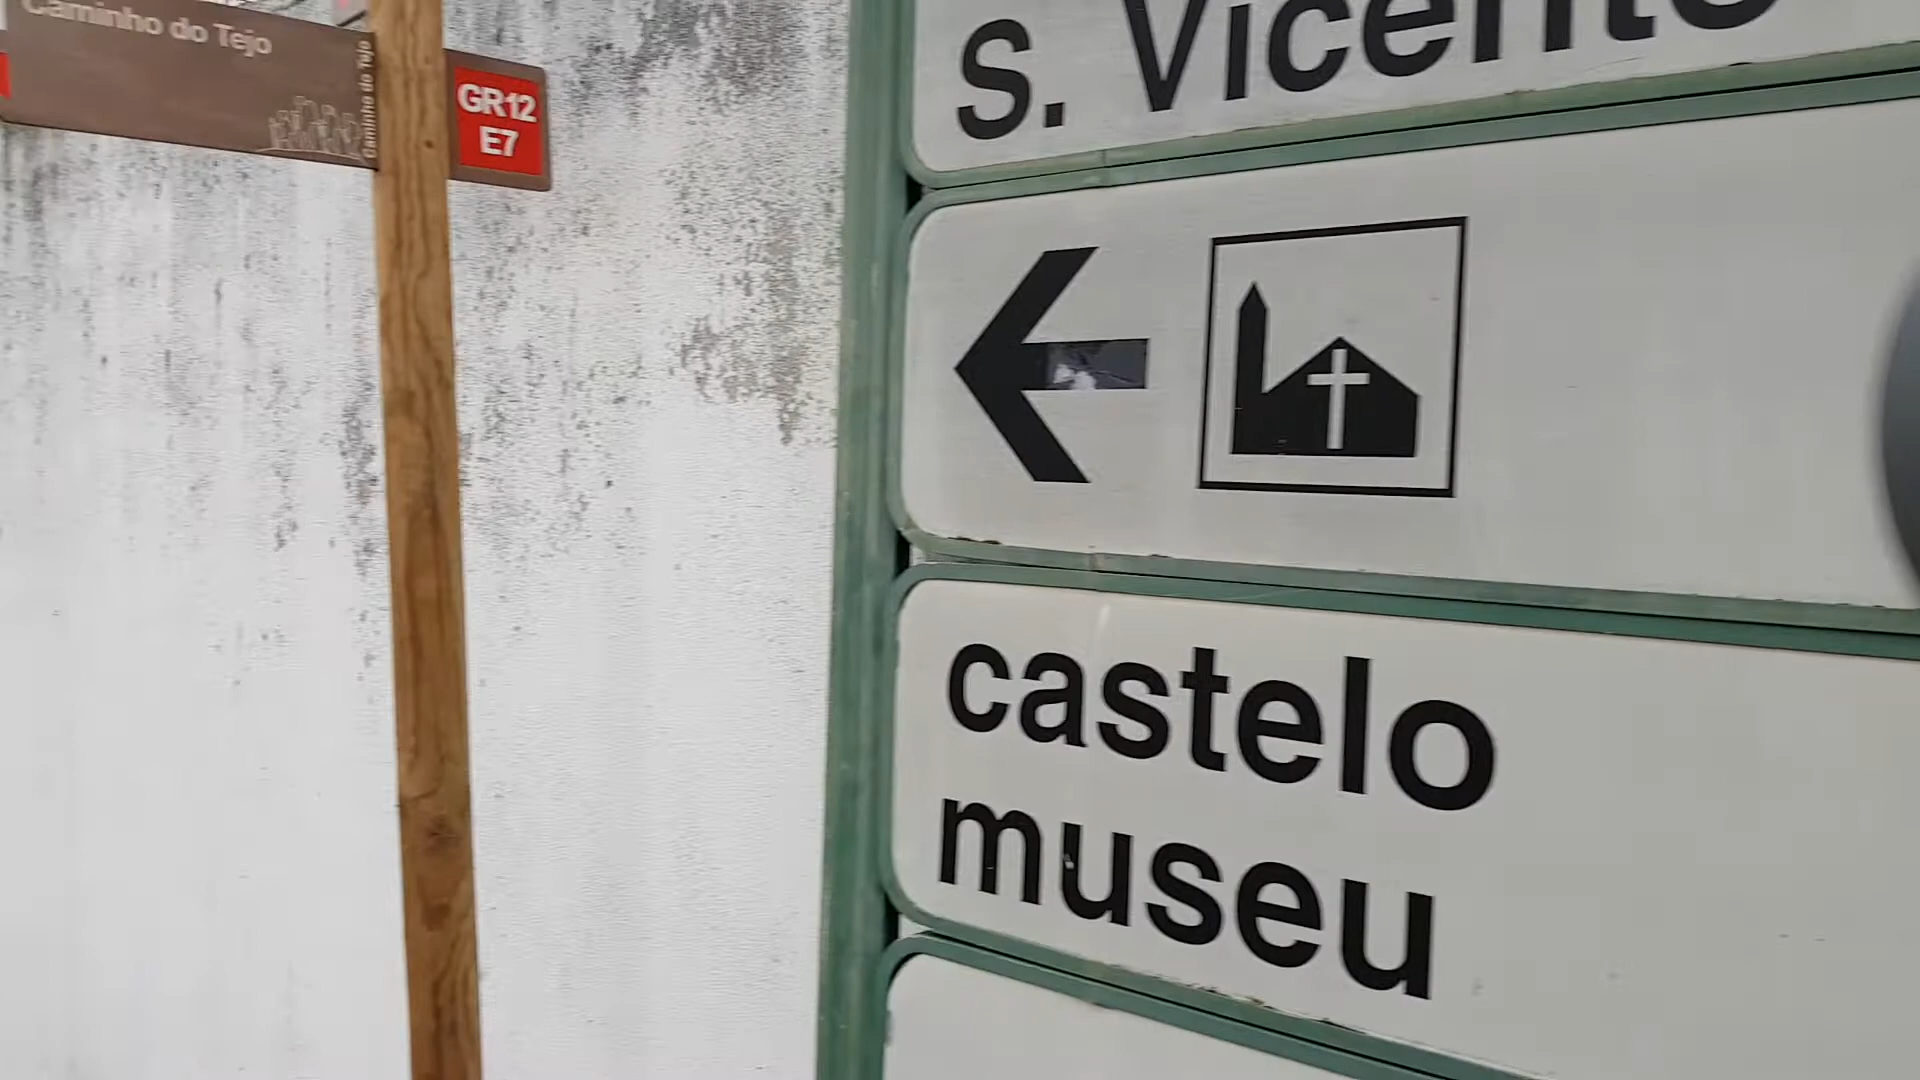 Caminho do Tejo
Caminho do Tejo
GR12
E7
S. Vicente
castelo
museu